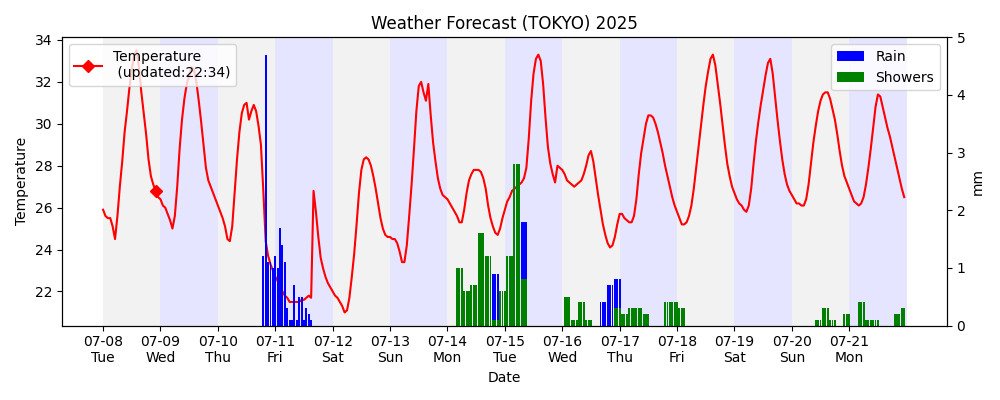 Weather Forecast (TOKYO) 2025
Temperature
(updated:22:34)
Rain
Showers
34
32
30
28
26
24
22
Temperature
5
4
3
2
1
0
mm
07-08 07-09 07-10 07-11 07-12 07-13 07-14 07-15 07-16 07-17 07-18 07-19 07-20 07-21
Tue Wed Thu Fri Sat Sun Mon Tue Wed Thu Fri Sat Sun Mon
Date